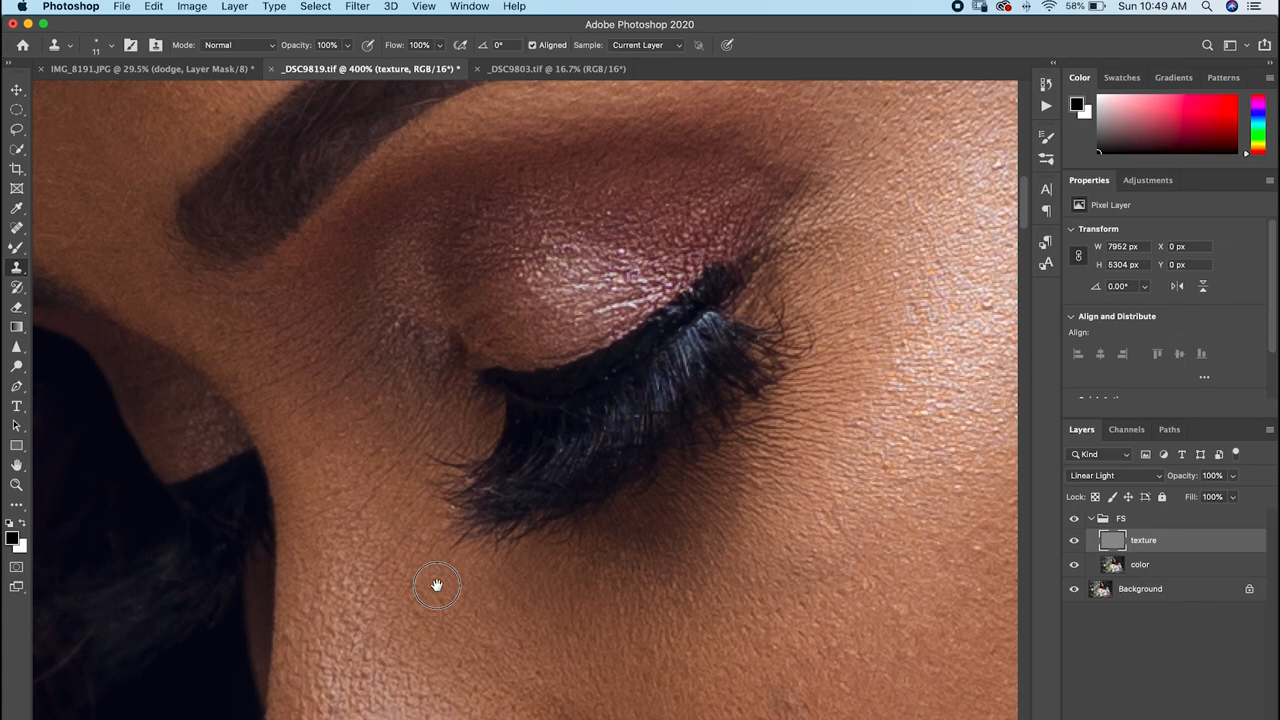 Photoshop File Edit Image Layer Type Select Filter 3D View Window Help 58% Sun 10:49 AM
Adobe Photoshop 2020
11 Mode: Normal Opacity: 100% Flow: 100% 0° Aligned Sample: Current Layer
IMG_8191.JPG @ 29.5% (dodge, Layer Mask/8) * _DSC9819.tif @ 400% (texture, RGB/16*) * _DSC9803.tif @ 16.7% (RGB/16*)
Color Swatches Gradients Patterns
Properties Adjustments
Pixel Layer
Transform
W 7952 px X 0 px
H 5304 px Y 0 px
0.00°
Align and Distribute
Align:
Layers Channels Paths
Kind
Linear Light Opacity: 100%
Lock: Fill: 100%
FS
texture
color
Background